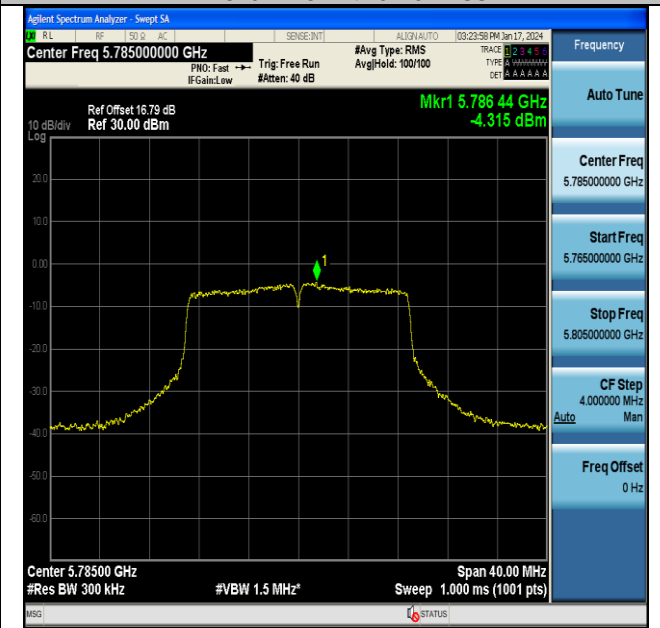 Agilent Spectrum Analyzer - Swept SA
RL RF 50 Ω AC SENSE:INT ALIGN AUTO 03:23:58 PM Jan 17, 2024
Center Freq 5.785000000 GHz
PNO: Fast
IFGain:Low
Trig: Free Run
#Atten: 40 dB
#Avg Type: RMS
Avg|Hold: 100/100
TRACE 1 2 3 4 5 6
TYPE A WWWWW
DET A A A A A A
Ref Offset 16.79 dB
10 dB/div Ref 30.00 dBm
Log
Mkr1 5.786 44 GHz
-4.315 dBm
20.0
10.0
0.00
-10.0
-20.0
-30.0
-40.0
-50.0
-60.0
1
Center 5.78500 GHz Span 40.00 MHz
#Res BW 300 kHz #VBW 1.5 MHz* Sweep 1.000 ms (1001 pts)
MSG STATUS
Frequency
Auto Tune
Center Freq
5.785000000 GHz
Start Freq
5.765000000 GHz
Stop Freq
5.805000000 GHz
CF Step
4.000000 MHz
Auto Man
Freq Offset
0 Hz